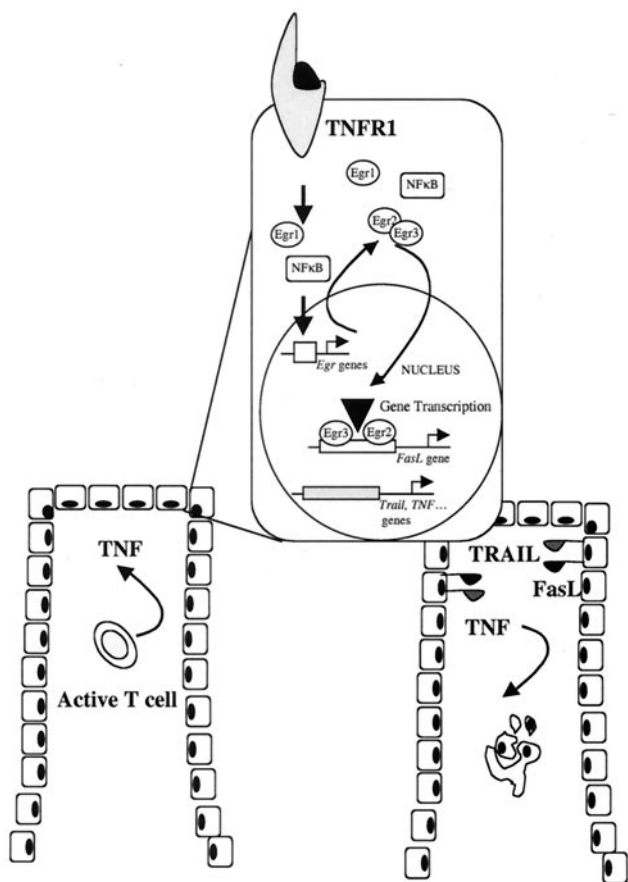 TNFR1
Egr1
NFκB
Egr2
Egr1
Egr3
NFκB
Egr genes
NUCLEUS
Gene Transcription
Egr3
Egr2
FasL gene
Trail, TNF...
genes
TNF
TRAIL
FasL
TNF
Active T cell